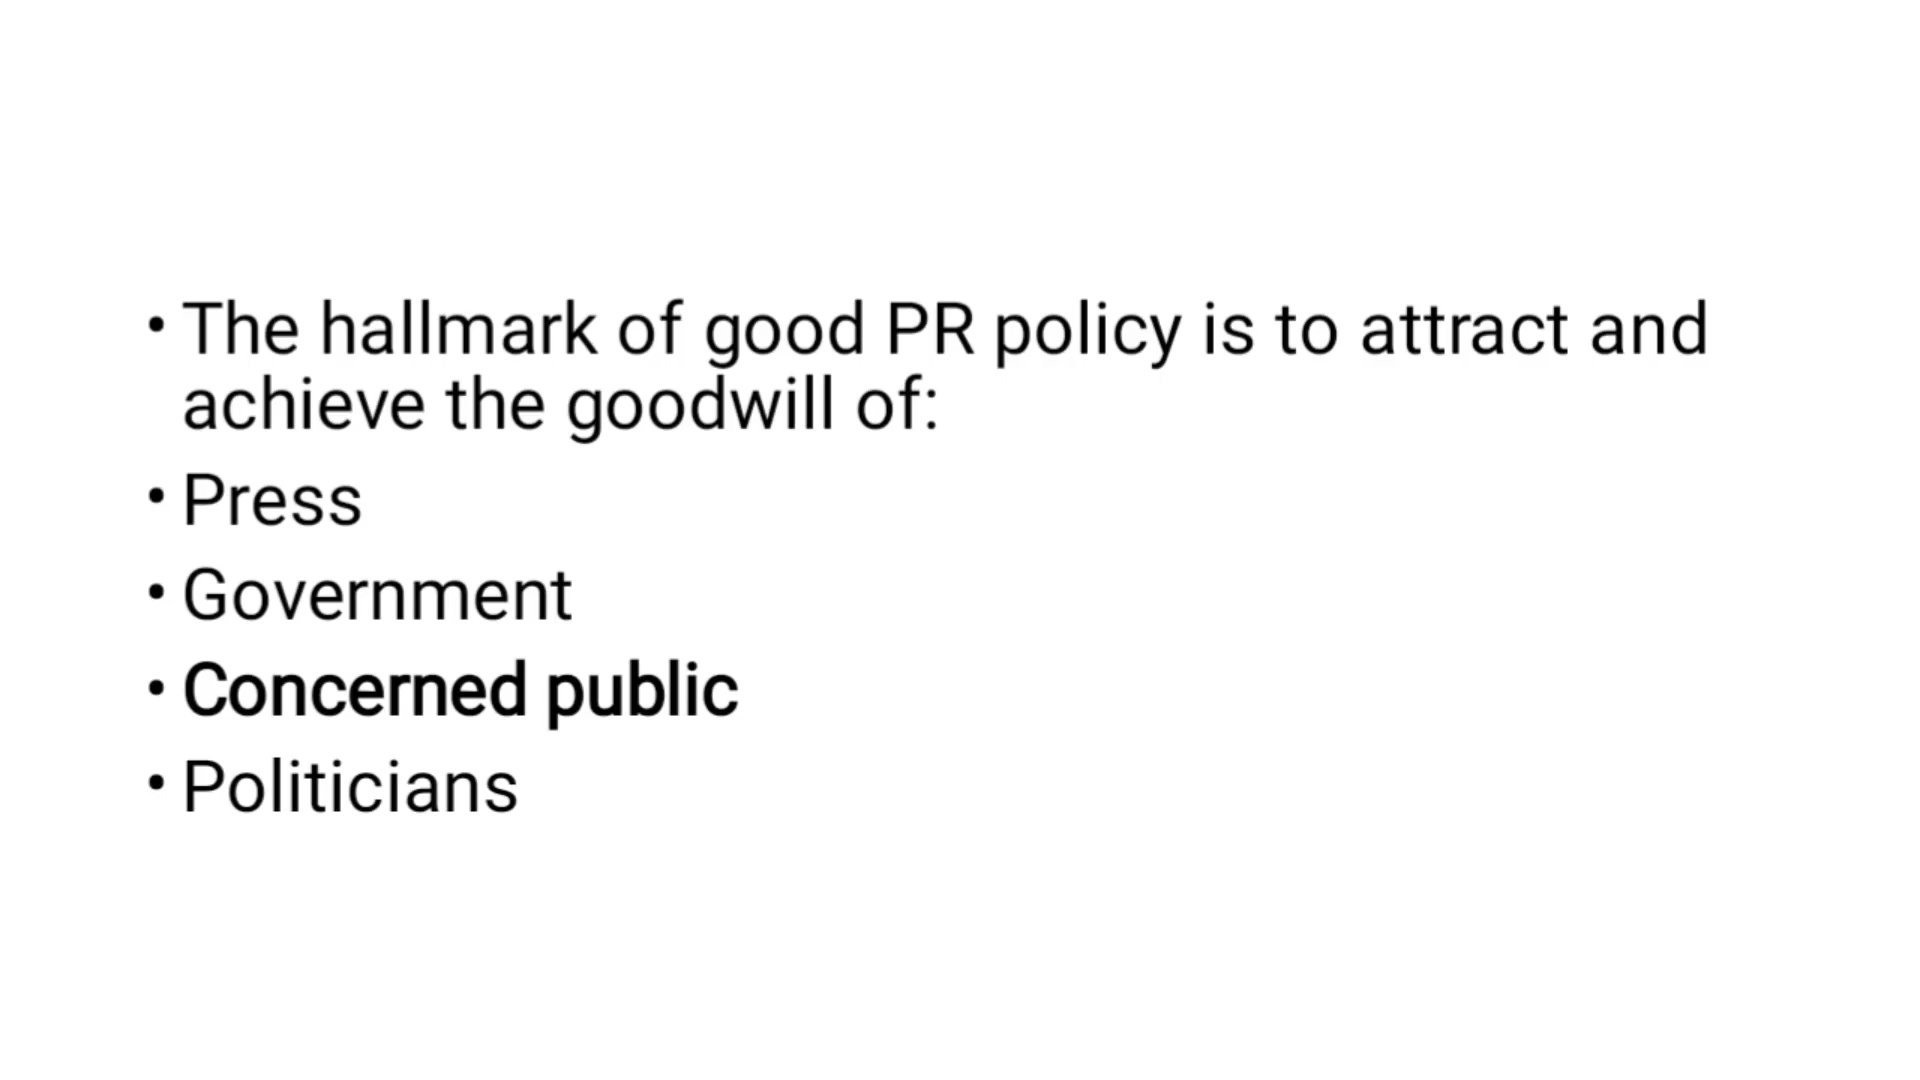 • The hallmark of good PR policy is to attract and
achieve the goodwill of:
• Press
• Government
• Concerned public
• Politicians